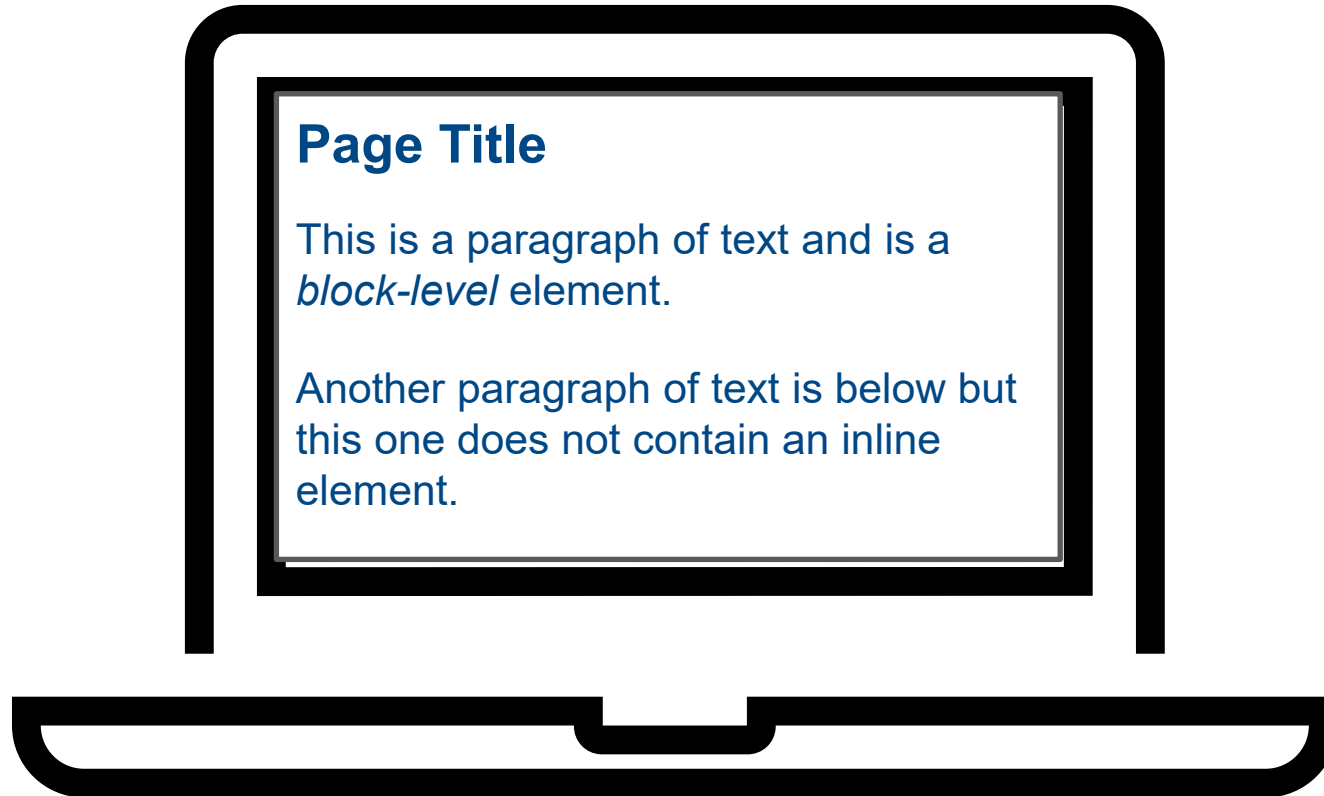 Page Title
This is a paragraph of text and is a
block-level element.
Another paragraph of text is below but
this one does not contain an inline
element.